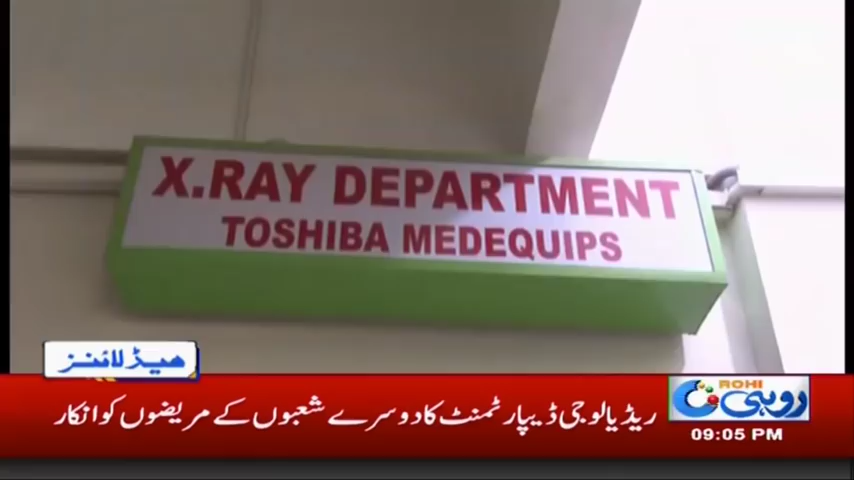 X.RAY DEPARTMENT
TOSHIBA MEDEQUIPS
ہیڈ لائنز
ریڈیالوجی ڈیپارٹمنٹ کا دوسرے شعبوں کے مریضوں کو انکار
ROHI
روہی
09:05 PM